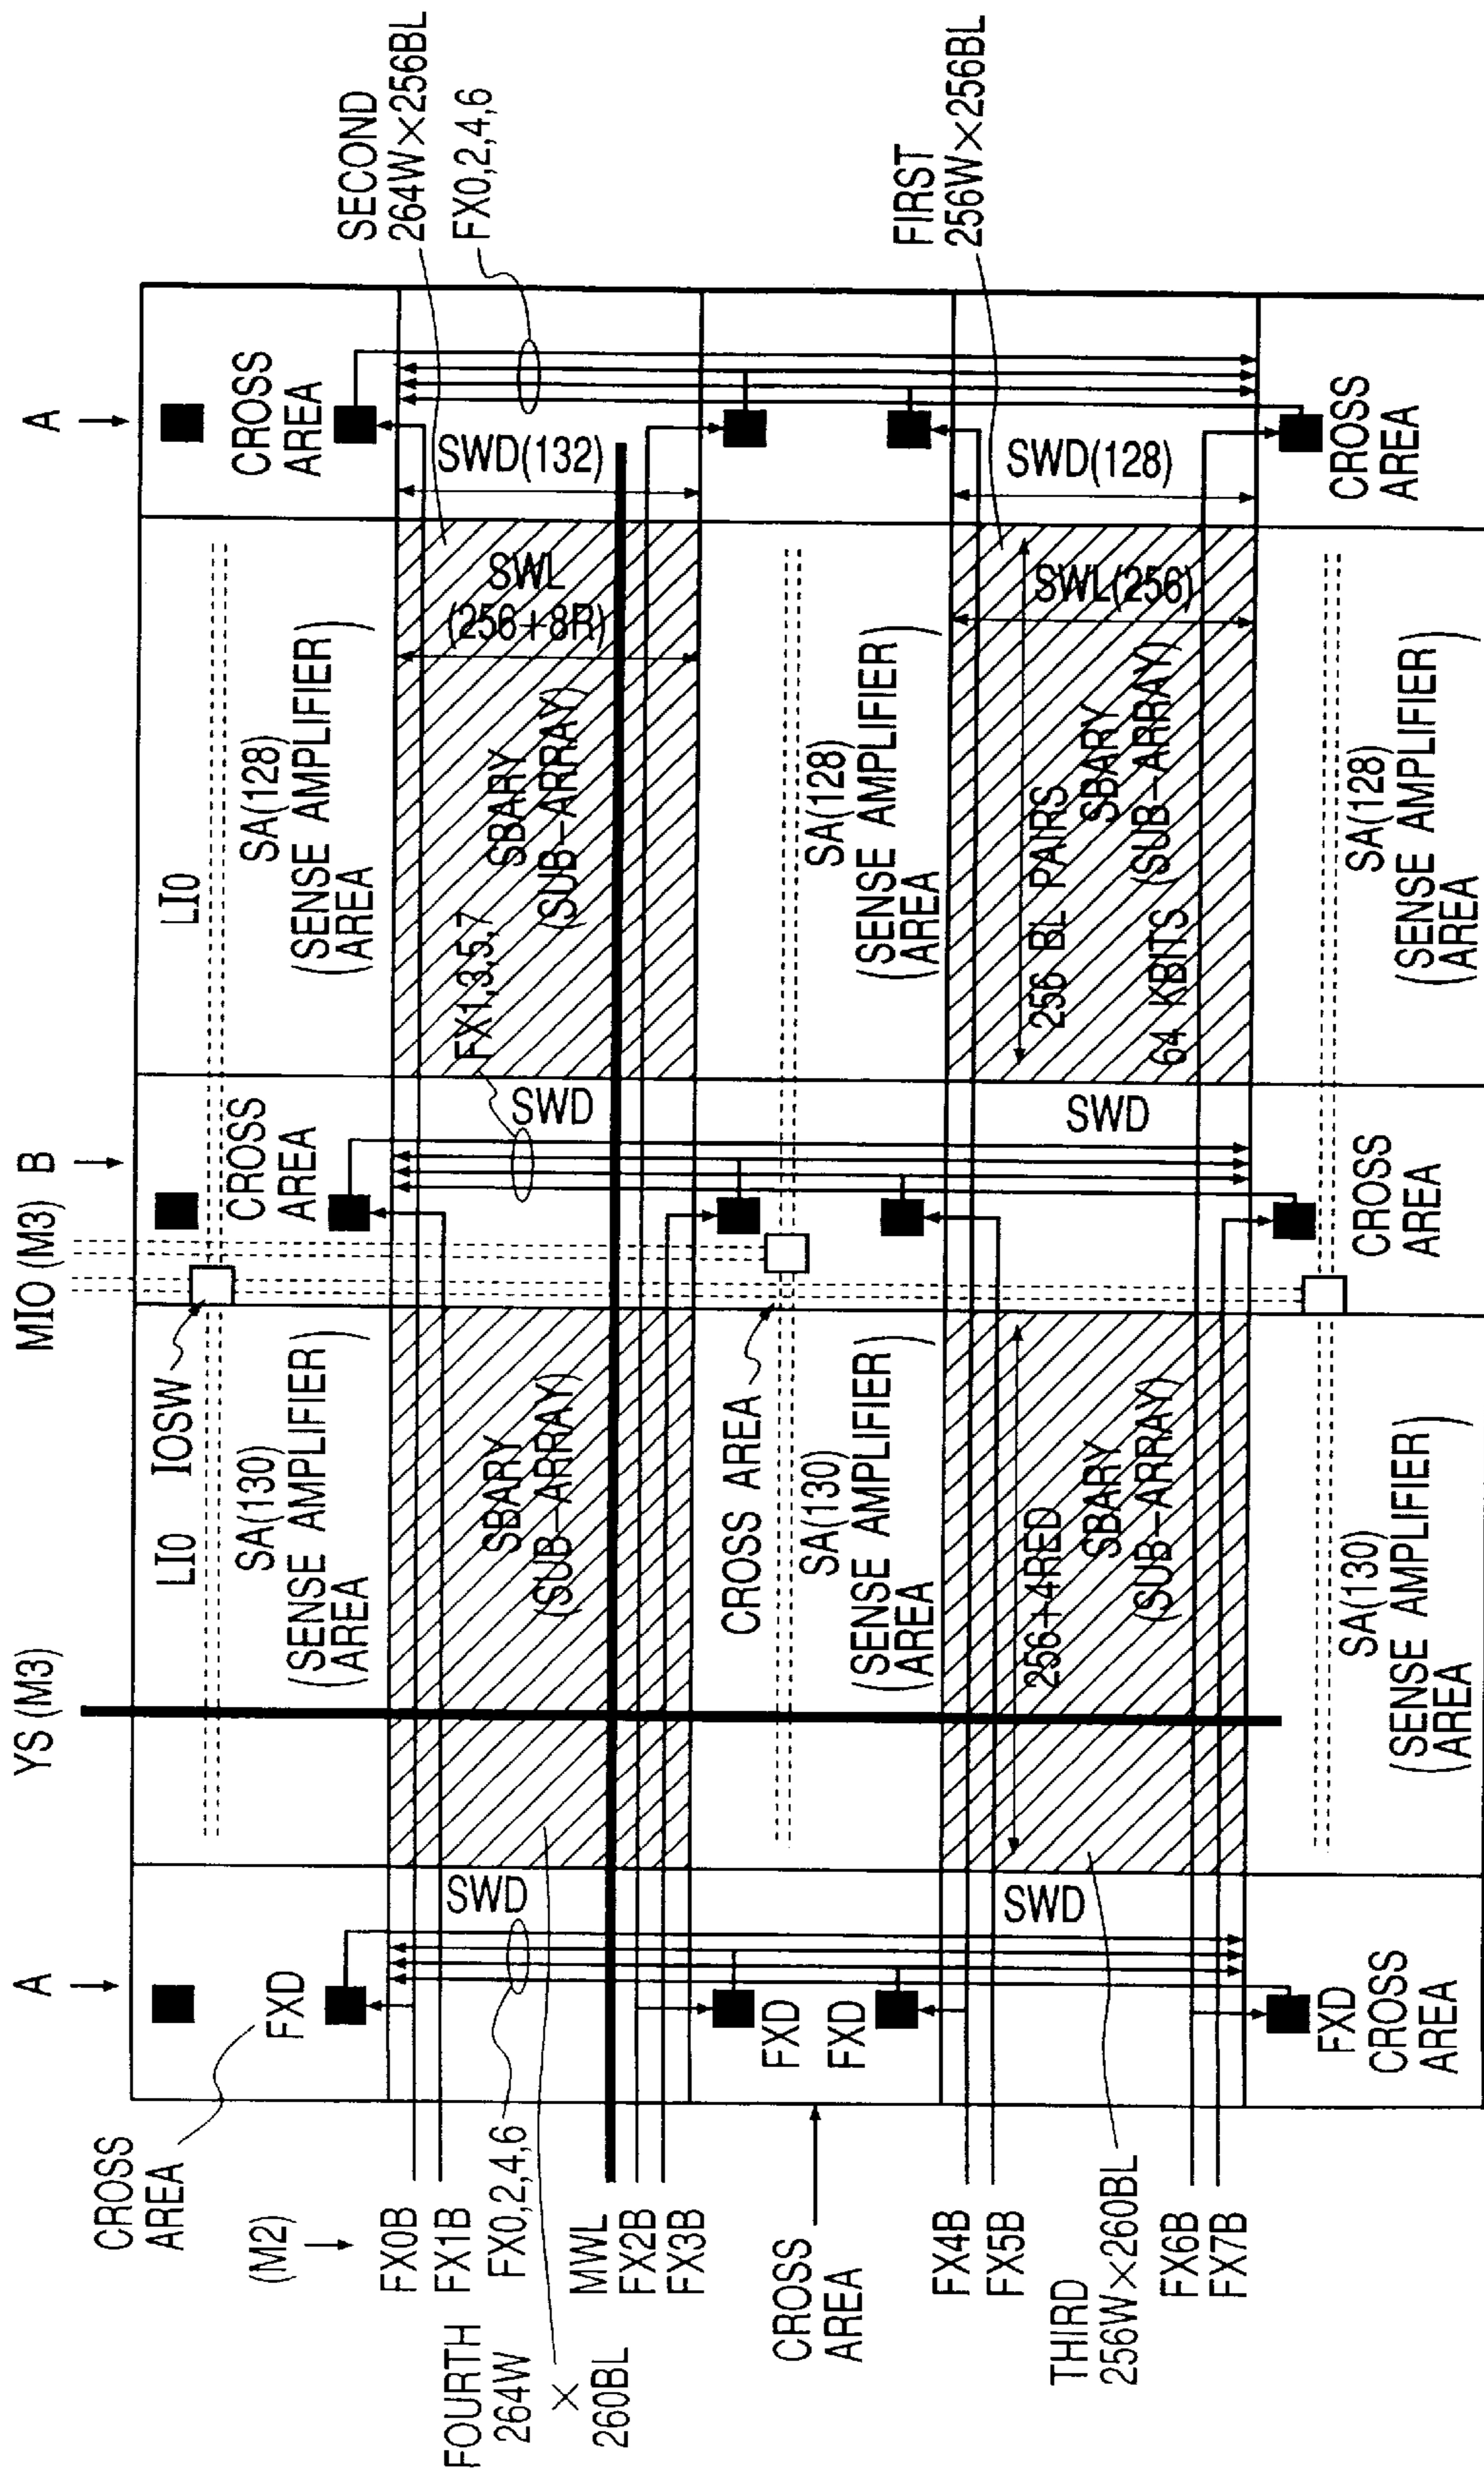 A
MIO (M3)
B
YS (M3)
A
SECOND
264W×256BL
FX0,2,4,6
FIRST
256W×256BL
CROSS
AREA
SWD(132)
SWD(128)
CROSS
AREA
LIO
SA(128)
(SENSE AMPLIFIER
AREA)
SWL
(256+8R)
SBARY
(SUB-ARRAY)
FX1,3,5,7
SA(128)
(SENSE AMPLIFIER
AREA)
SWL(256)
256 BL PAIRS
SBARY
(SUB-ARRAY)
64 KBITS
SA(128)
(SENSE AMPLIFIER
AREA)
CROSS
AREA
SWD
SWD
CROSS
AREA
LIO
IOSW
SA(130)
(SENSE AMPLIFIER
AREA)
SBARY
(SUB-ARRAY)
CROSS AREA
SA(130)
(SENSE AMPLIFIER
AREA)
256+4RED
SBARY
(SUB-ARRAY)
SA(130)
(SENSE AMPLIFIER
AREA)
FXD
SWD
FXD
FXD
SWD
FXD
CROSS
AREA
CROSS
AREA
(M2)
FX0B
FX1B
FX0,2,4,6
MWL
FX2B
FX3B
CROSS
AREA
FX4B
FX5B
FX6B
FX7B
FOURTH
264W
×
260BL
THIRD
256W×260BL